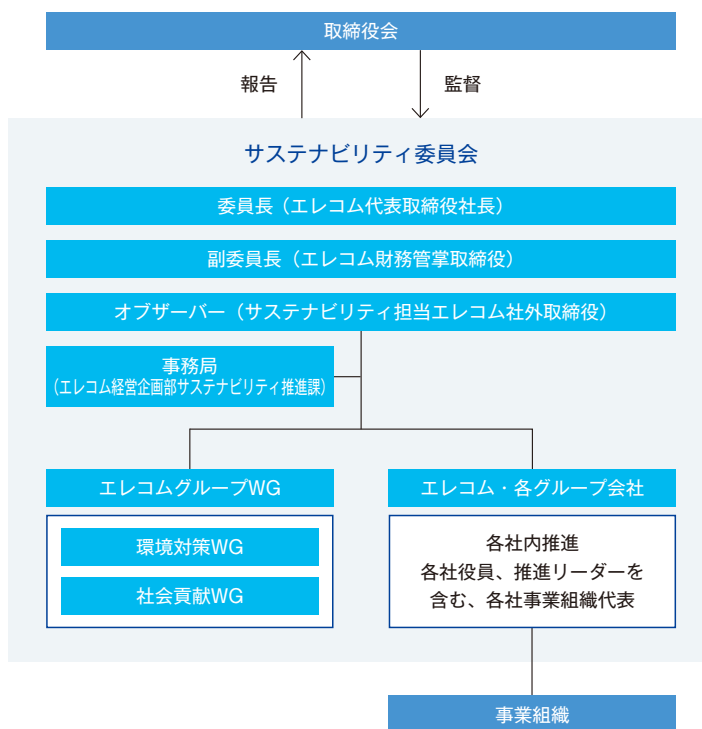 取締役会
報告
監督
サステナビリティ委員会
委員長（エレコム代表取締役社長）
副委員長（エレコム財務管掌取締役）
オブザーバー（サステナビリティ担当エレコム社外取締役）
事務局
（エレコム経営企画部サステナビリティ推進課）
エレコムグループWG
環境対策WG
社会貢献WG
エレコム・各グループ会社
各社内推進
各社役員、推進リーダーを
含む、各社事業組織代表
事業組織